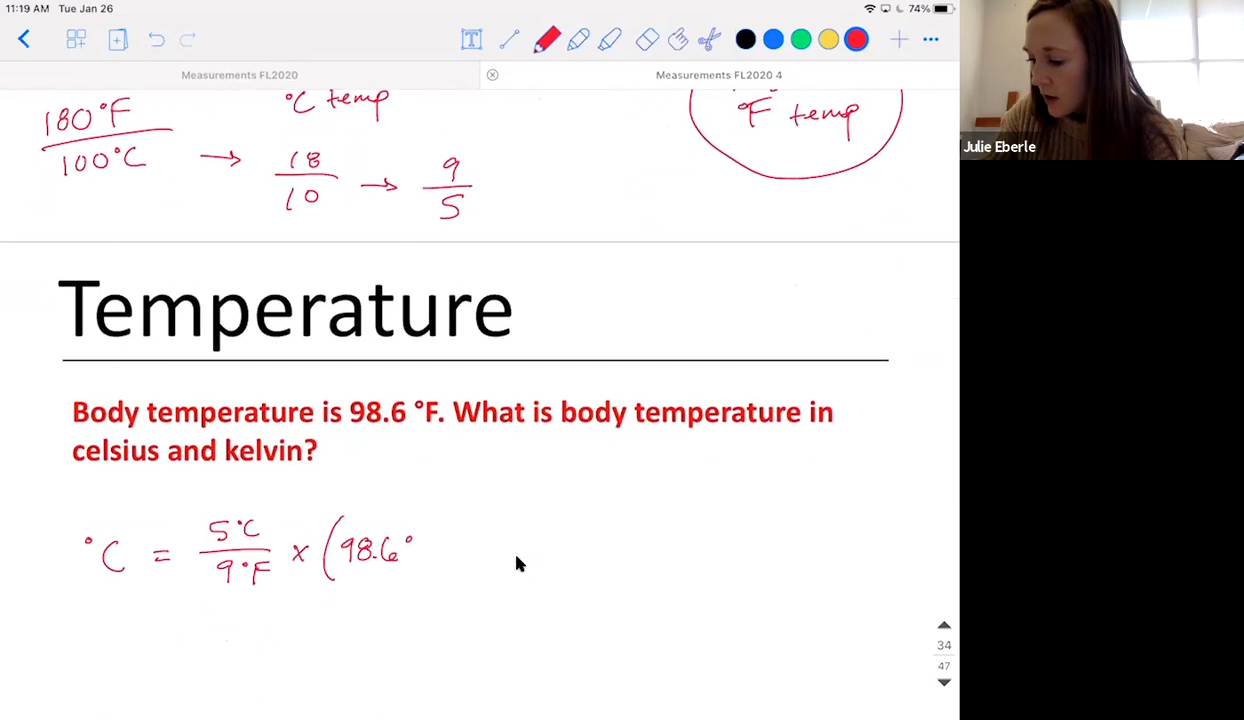 11:19 AM Tue Jan 26
74%
T
Measurements FL2020
Measurements FL2020 4
°C temp
°F temp
180°F
100°C → 18
10 → 9
5
Temperature
Body temperature is 98.6 °F. What is body temperature in
celsius and kelvin?
°C = 5°C
9°F × (98.6°
34
47
Julie Eberle